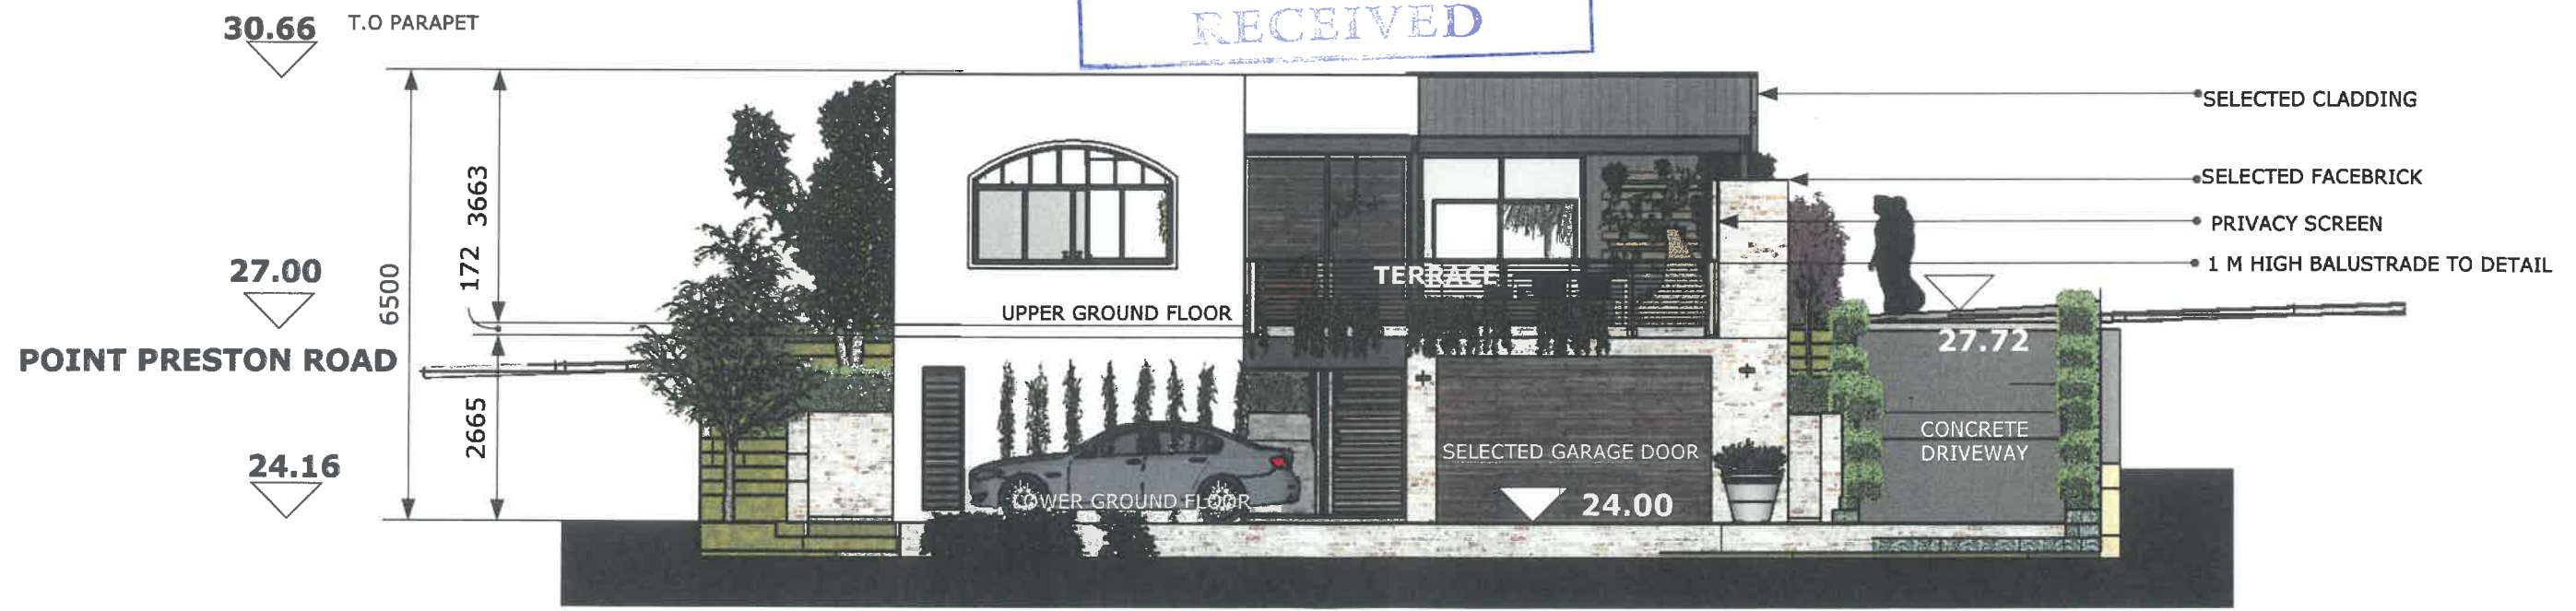 RECEIVED
30.66 T.O PARAPET
SELECTED CLADDING
3663
SELECTED FACEBRICK
PRIVACY SCREEN
172
27.00
6500
TERRACE
1 M HIGH BALUSTRADE TO DETAIL
UPPER GROUND FLOOR
27.72
POINT PRESTON ROAD
2665
CONCRETE
DRIVEWAY
SELECTED GARAGE DOOR
24.16
LOWER GROUND FLOOR
24.00